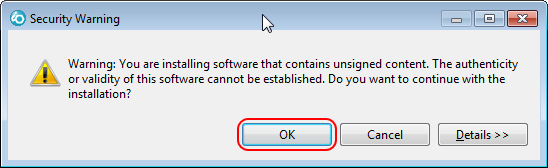 Security Warning
Warning: You are installing software that contains unsigned content. The authenticity
or validity of this software cannot be established. Do you want to continue with the
installation?
OK Cancel Details >>